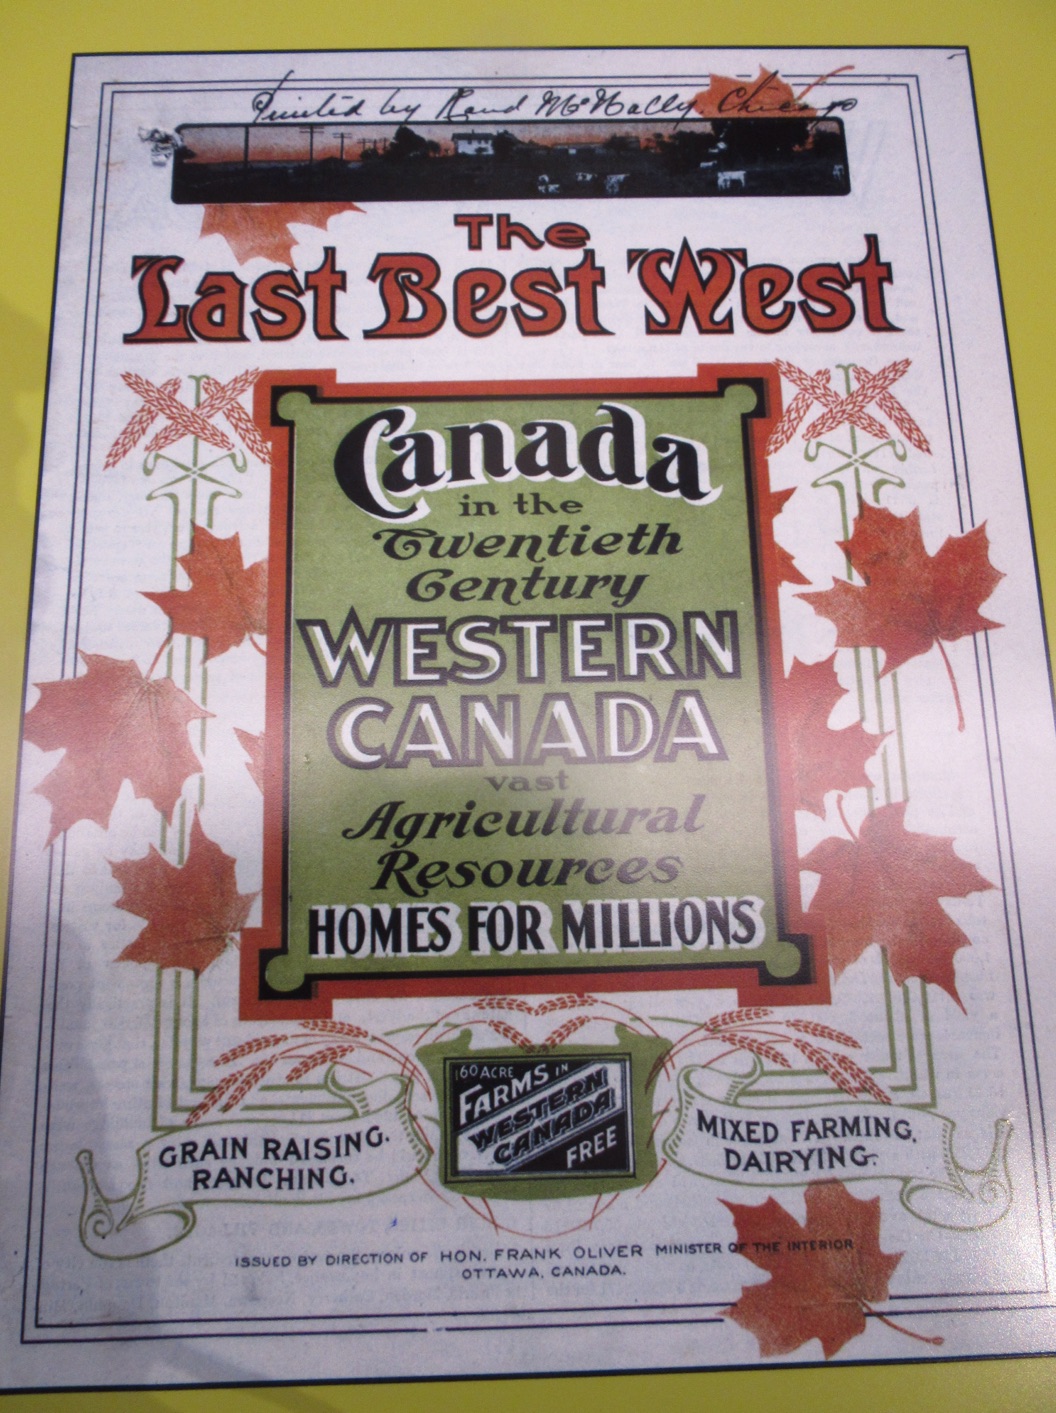 Printed by Rand McNally Chicago
The
Last Best West
Canada
in the
Twentieth
Century
WESTERN
CANADA
vast
Agricultural
Resources
HOMES FOR MILLIONS
160 ACRE
FARMS IN
WESTERN
CANADA
FREE
GRAIN RAISING.
RANCHING.
MIXED FARMING.
DAIRYING.
ISSUED BY DIRECTION OF HON. FRANK OLIVER MINISTER OF THE INTERIOR
OTTAWA, CANADA.